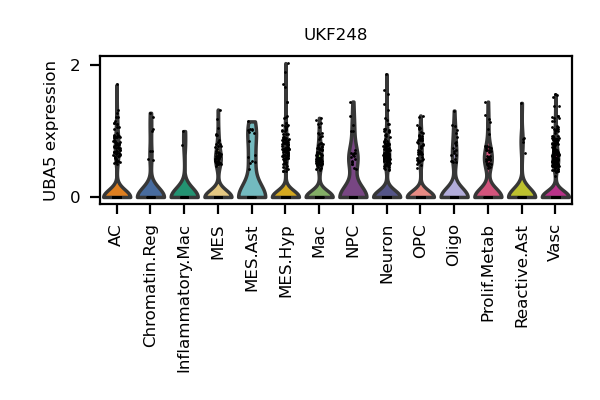 UKF248
UBA5 expression
2
0
AC
Chromatin.Reg
Inflammatory.Mac
MES
MES.Ast
MES.Hyp
Mac
NPC
Neuron
OPC
Oligo
Prolif.Metab
Reactive.Ast
Vasc